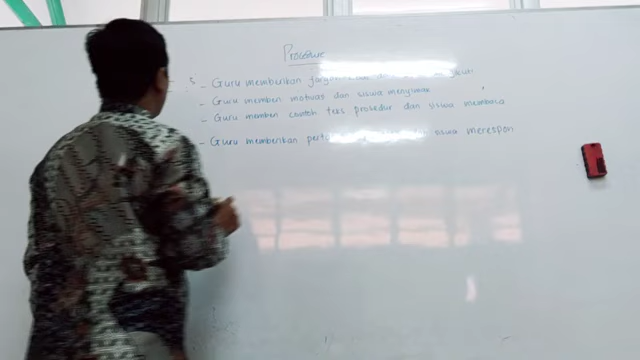 Procedure
- Guru memberikan
- Guru memberi motivasi dan siswa menyimak
- Guru memberi contoh teks prosedur dan siswa membaca
- Guru memberikan siswa merespon